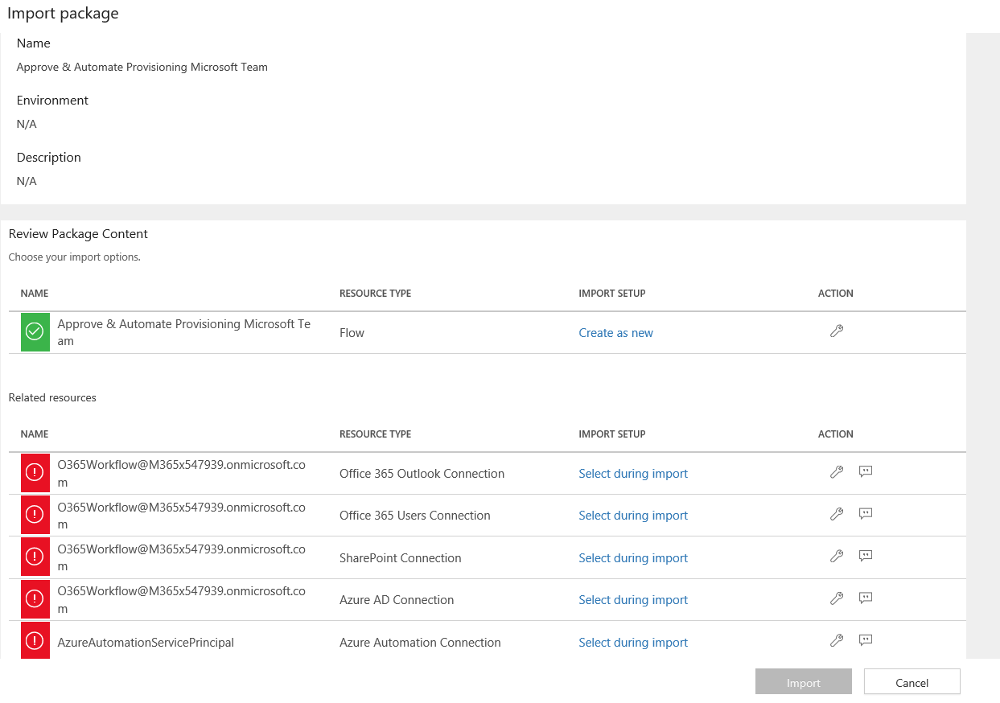 Import package
Name
Approve & Automate Provisioning Microsoft Team
Environment
N/A
Description
N/A
Review Package Content
Choose your import options.
NAME RESOURCE TYPE IMPORT SETUP ACTION
Approve & Automate Provisioning Microsoft Te
am
Flow Create as new
Related resources
NAME RESOURCE TYPE IMPORT SETUP ACTION
O365Workflow@M365x547939.onmicrosoft.co
m
Office 365 Outlook Connection Select during import
O365Workflow@M365x547939.onmicrosoft.co
m
Office 365 Users Connection Select during import
O365Workflow@M365x547939.onmicrosoft.co
m
SharePoint Connection Select during import
O365Workflow@M365x547939.onmicrosoft.co
m
Azure AD Connection Select during import
AzureAutomationServicePrincipal Azure Automation Connection Select during import
Import Cancel